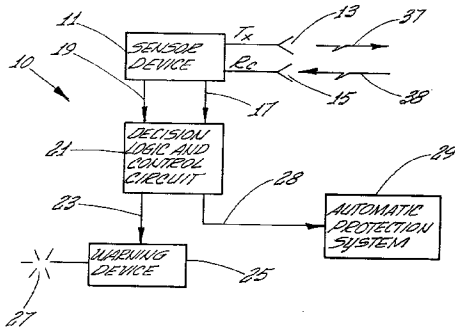 11
SENSOR
DEVICE
Tx
13
37
Rc
15
38
10
19
17
21
DECISION
LOGIC AND
CONTROL
CIRCUIT
29
AUTOMATIC
PROTECTION
SYSTEM
23
28
WARNING
DEVICE
25
27